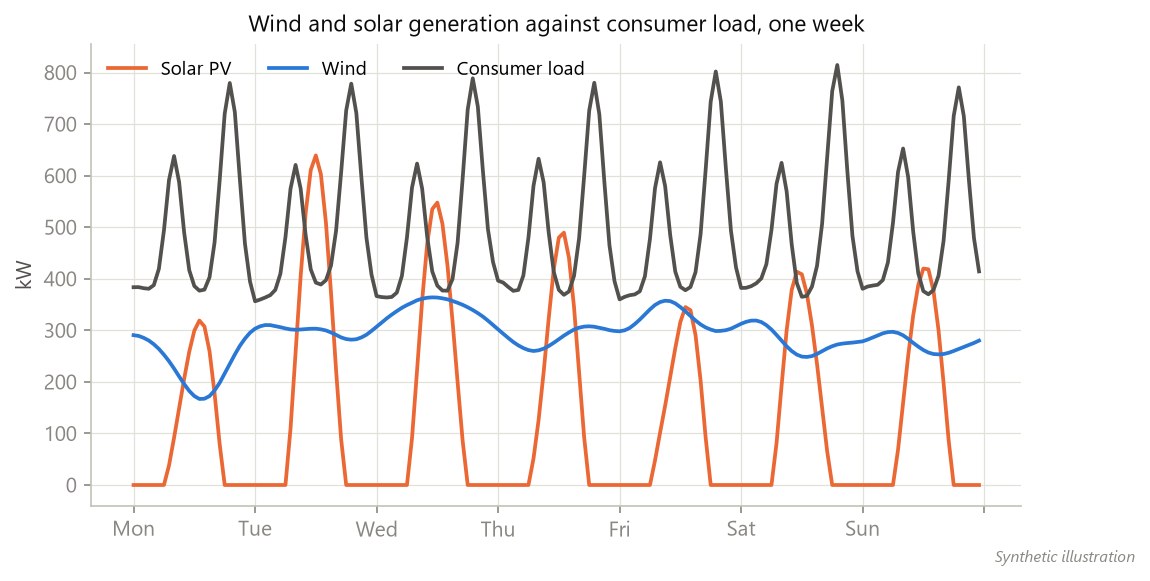 Wind and solar generation against consumer load, one week
Solar PV Wind Consumer load
kW
800
700
600
500
400
300
200
100
0
Mon Tue Wed Thu Fri Sat Sun
Synthetic illustration